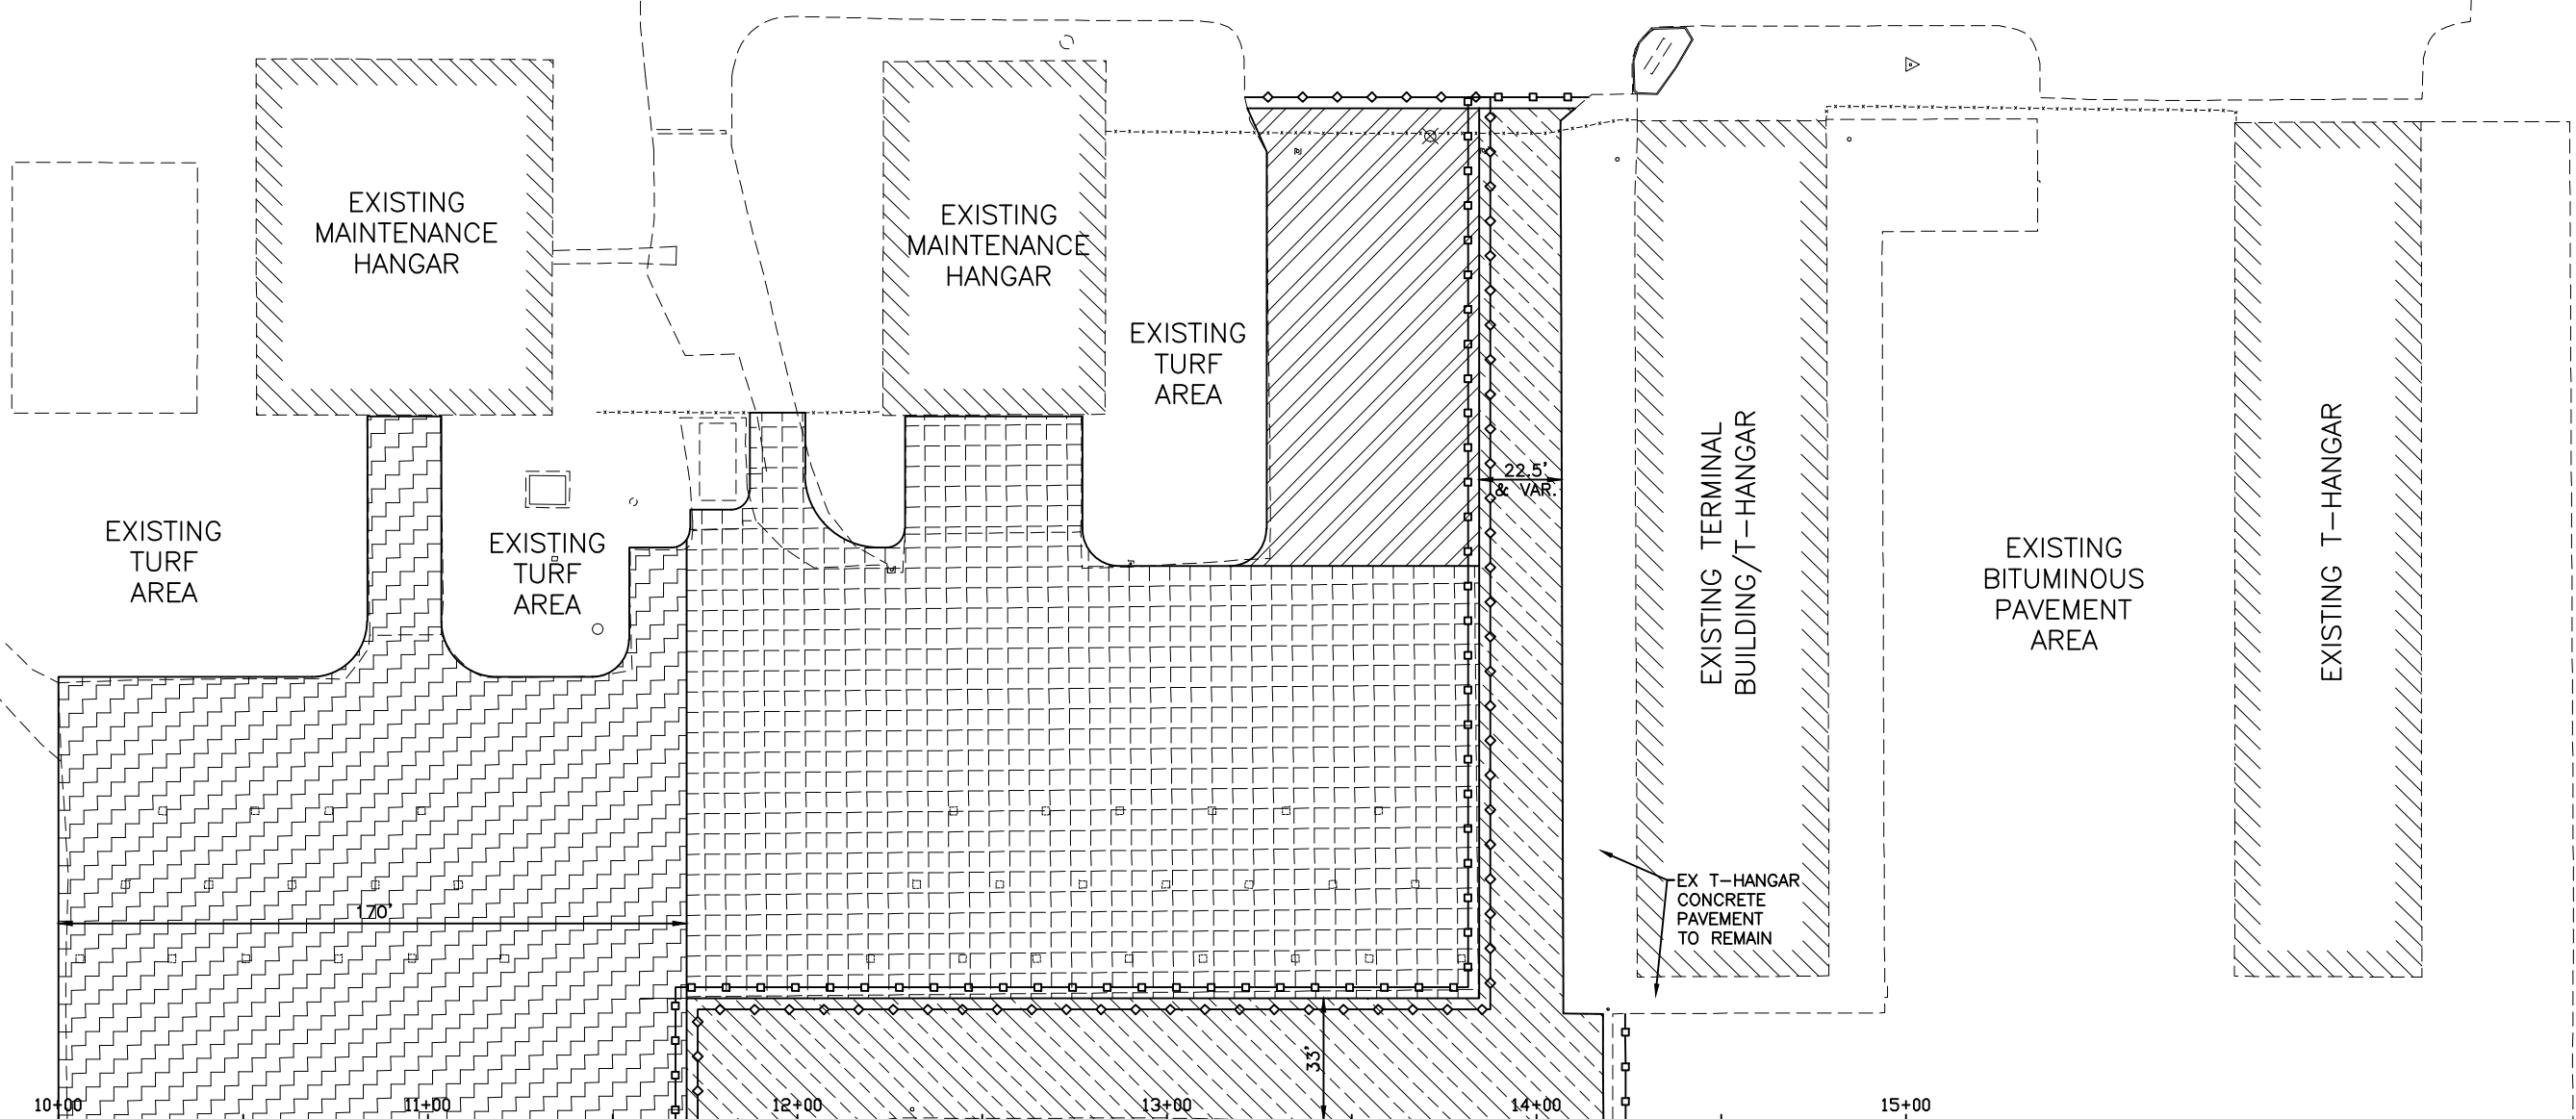 EXISTING
MAINTENANCE
HANGAR
EXISTING
MAINTENANCE
HANGAR
EXISTING
TURF
AREA
EXISTING
TURF
AREA
EXISTING
TURF
AREA
22.5'
& VAR.
EXISTING TERMINAL
BUILDING/T-HANGAR
EXISTING
BITUMINOUS
PAVEMENT
AREA
EXISTING T-HANGAR
EX T-HANGAR
CONCRETE
PAVEMENT
TO REMAIN
170'
33'
10+00
11+00
12+00
13+00
14+00
15+00